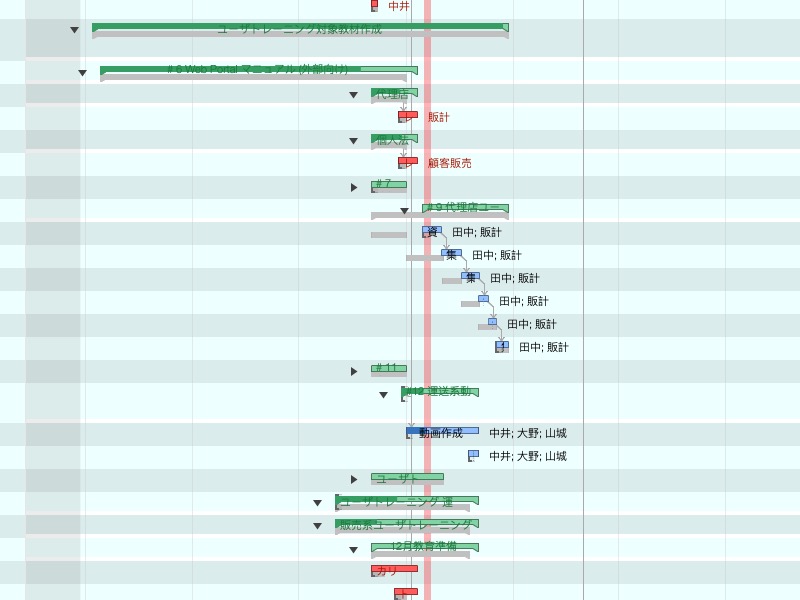 中井
ユーザトレーニング対象教材作成
# 6 Web Portal マニュアル (外部向け)
代理店
販計
個人法
顧客販売
# 7
# 9 代理店ユー
資 田中; 販計
集 田中; 販計
集 田中; 販計
田中; 販計
田中; 販計
田中; 販計
# 11
#12 運送系動
動画作成 中井; 大野; 山城
中井; 大野; 山城
ユーザト
ユーザトレーニング 運
販売系ユーザトレーニング
12月教育準備
カリ